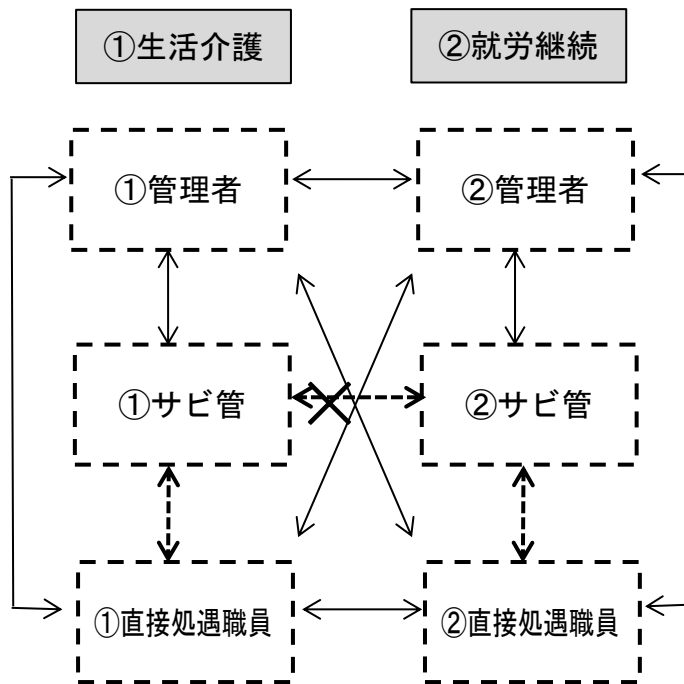 ①生活介護
②就労継続
①管理者
②管理者
①サビ管
②サビ管
①直接処遇職員
②直接処遇職員